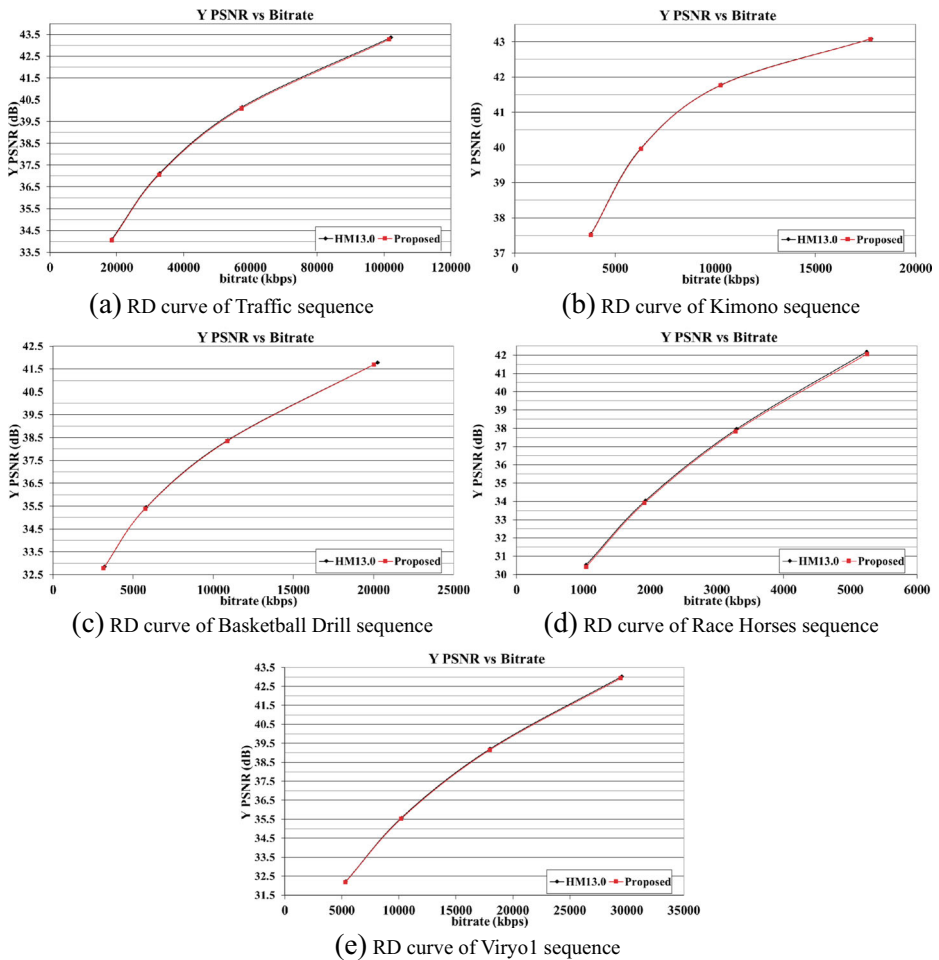 Y PSNR vs Bitrate
Y PSNR (dB)
43.5
42.5
41.5
40.5
39.5
38.5
37.5
36.5
35.5
34.5
33.5
HM13.0 Proposed
0 20000 40000 60000 80000 100000 120000
bitrate (kbps)
(a) RD curve of Traffic sequence
Y PSNR vs Bitrate
Y PSNR (dB)
43
42
41
40
39
38
37
HM13.0 Proposed
0 5000 10000 15000 20000
bitrate (kbps)
(b) RD curve of Kimono sequence
Y PSNR vs Bitrate
Y PSNR (dB)
42.5
41.5
40.5
39.5
38.5
37.5
36.5
35.5
34.5
33.5
32.5
HM13.0 Proposed
0 5000 10000 15000 20000 25000
bitrate (kbps)
(c) RD curve of Basketball Drill sequence
Y PSNR vs Bitrate
Y PSNR (dB)
42
41
40
39
38
37
36
35
34
33
32
31
30
HM13.0 Proposed
0 1000 2000 3000 4000 5000 6000
bitrate (kbps)
(d) RD curve of Race Horses sequence
Y PSNR vs Bitrate
Y PSNR (dB)
43.5
42.5
41.5
40.5
39.5
38.5
37.5
36.5
35.5
34.5
33.5
32.5
31.5
HM13.0 Proposed
0 5000 10000 15000 20000 25000 30000 35000
bitrate (kbps)
(e) RD curve of Viryo1 sequence